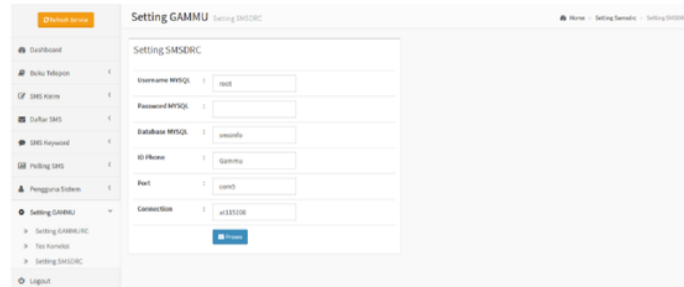 Refresh Service
Setting GAMMU Setting SMSDRC
Home
Setting SMSDRC
Dashboard
Buku Telepon
SMS Kirim
Daftar SMS
SMS Keyword
Polling SMS
Pengguna Sistem
Setting GAMMU
Setting GAMMURC
Tes Koneksi
Setting SMSDRC
Logout
Setting SMSDRC
Username MYSQL : root
Password MYSQL :
Database MYSQL : smsinfo
ID Phone : Gammu
Port : com5
Connection : at115200
Proses